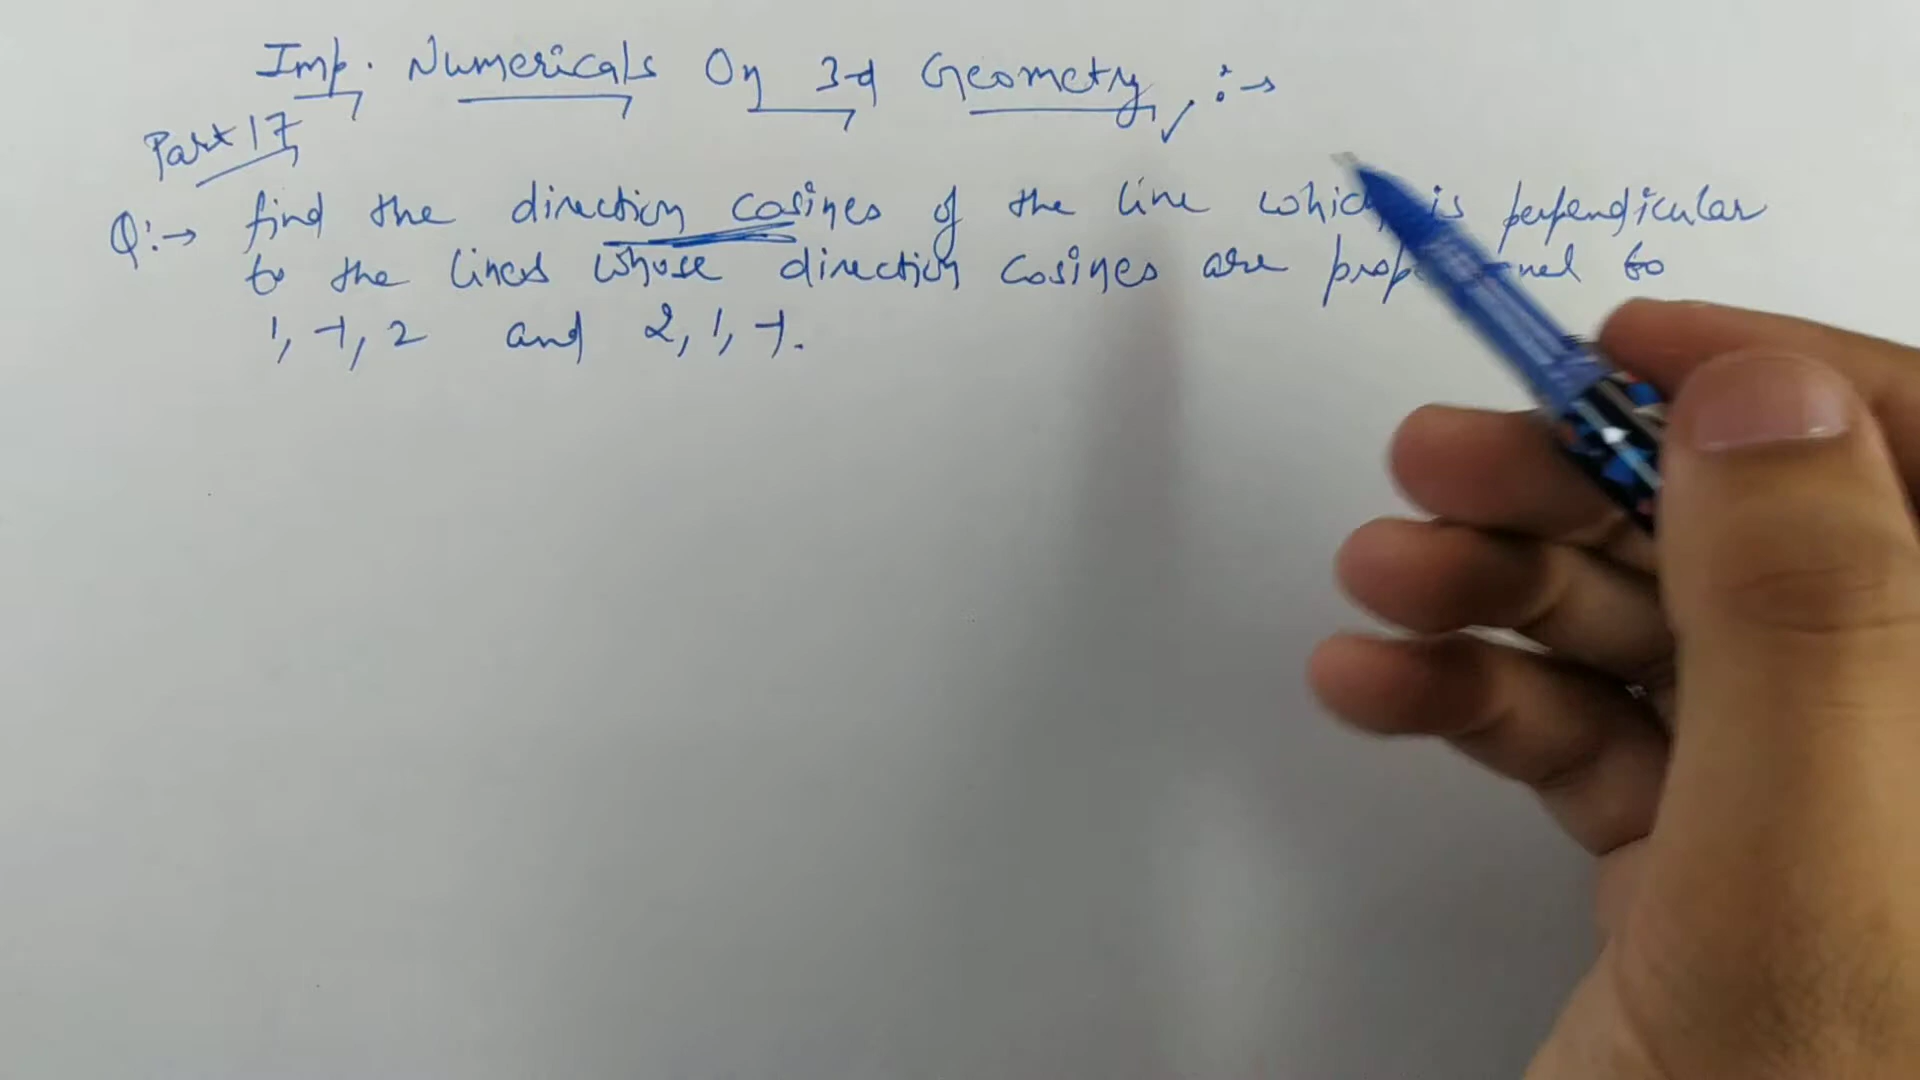 Imp. Numericals On 3-d Geometry :→
Part 17
Q:→ find the direction cosines of the line which is perpendicular
to the lines whose direction cosines are to
1, -1, 2 and 2, 1, -1.